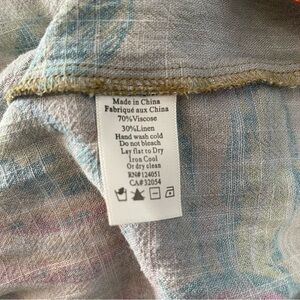 Made in China
Fabriqué aux China
70%Viscose
30%Linen
Hand wash cold
Do not bleach
Lay flat to Dry
Iron Cool
Or dry clean
RN#124051
CA#32054